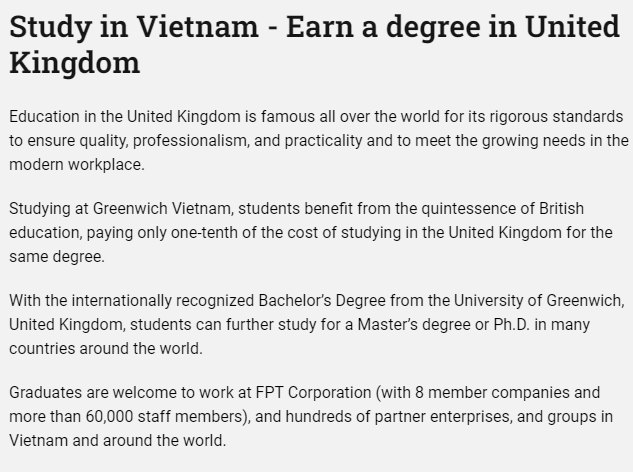 Study in Vietnam - Earn a degree in United
Kingdom
Education in the United Kingdom is famous all over the world for its rigorous standards
to ensure quality, professionalism, and practicality and to meet the growing needs in the
modern workplace.
Studying at Greenwich Vietnam, students benefit from the quintessence of British
education, paying only one-tenth of the cost of studying in the United Kingdom for the
same degree.
With the internationally recognized Bachelor’s Degree from the University of Greenwich,
United Kingdom, students can further study for a Master’s degree or Ph.D. in many
countries around the world.
Graduates are welcome to work at FPT Corporation (with 8 member companies and
more than 60,000 staff members), and hundreds of partner enterprises, and groups in
Vietnam and around the world.